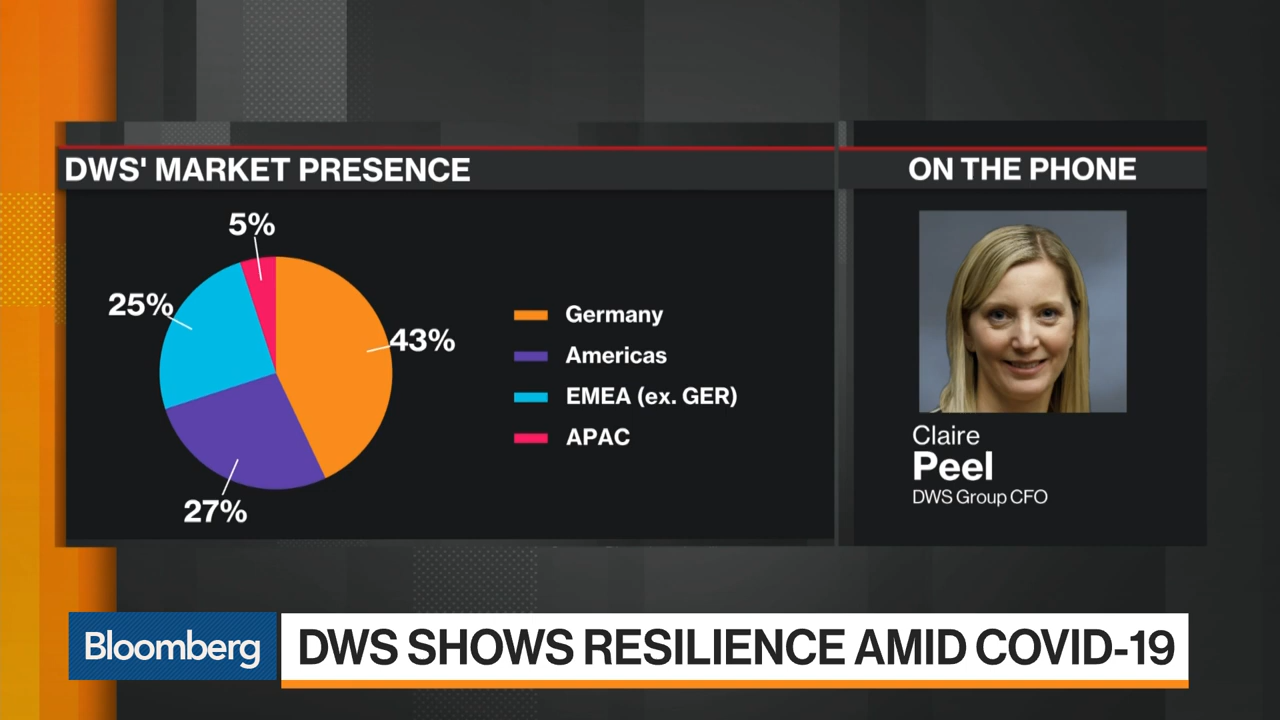 DWS' MARKET PRESENCE
5%
25%
43%
27%
Germany
Americas
EMEA (ex. GER)
APAC
ON THE PHONE
Claire
Peel
DWS Group CFO
Bloomberg
DWS SHOWS RESILIENCE AMID COVID-19